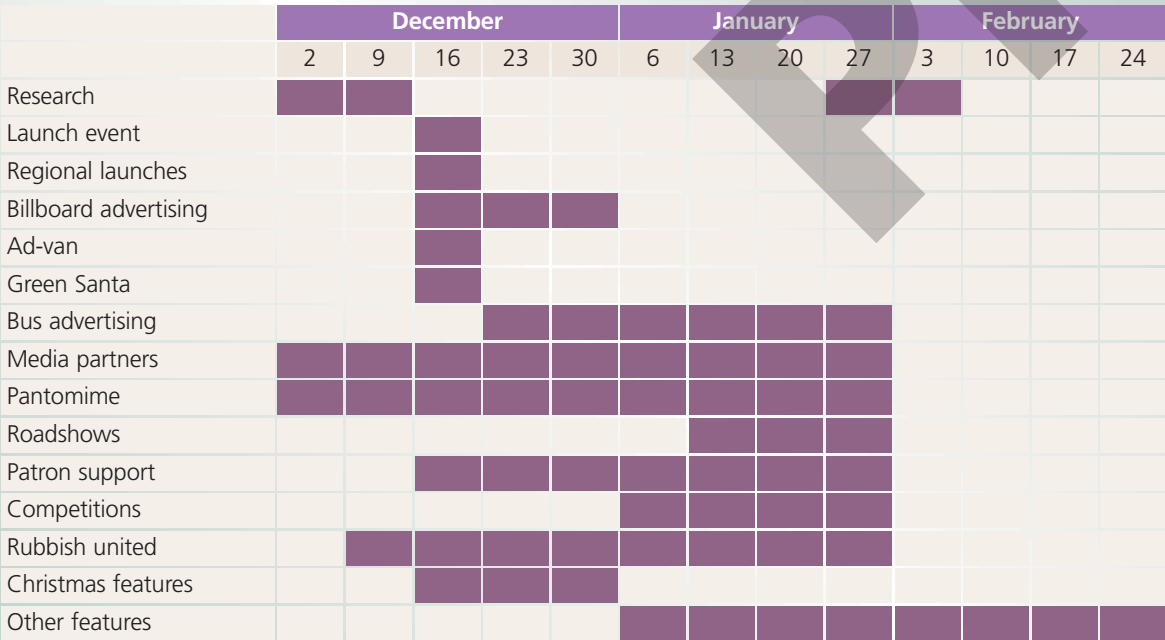 December January February
2 9 16 23 30 6 13 20 27 3 10 17 24
Research
Launch event
Regional launches
Billboard advertising
Ad-van
Green Santa
Bus advertising
Media partners
Pantomime
Roadshows
Patron support
Competitions
Rubbish united
Christmas features
Other features